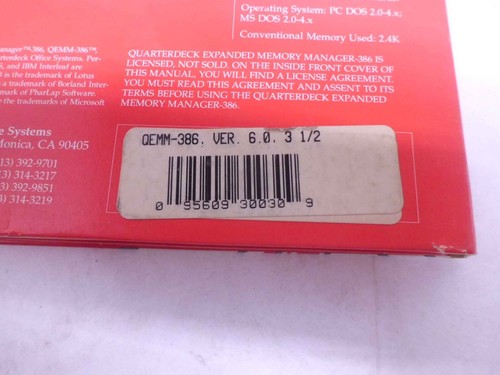 Operating System: PC DOS 2.0-4.x;
MS DOS 2.0-4.x
Conventional Memory Used: 2.4K
QUARTERDECK EXPANDED MEMORY MANAGER-386 IS
LICENSED, NOT SOLD. ON THE INSIDE FRONT COVER OF
THIS MANUAL, YOU WILL FIND A LICENSE AGREEMENT.
YOU MUST READ THIS AGREEMENT AND ASSENT TO ITS
TERMS BEFORE USING THE QUARTERDECK EXPANDED
MEMORY MANAGER-386.
anager™-386, QEMM-386™,
erdeck Office Systems. Per-
and IBM Interleaf are
is the trademark of Lotus
a trademark of Borland Inter-
mark of PharLap Software.
e trademarks of Microsoft
ce Systems
Monica, CA 90405
13) 392-9701
3) 314-3217
) 392-9851
) 314-3219
QEMM-386, VER. 6.0, 3 1/2
0 95609 30030 9